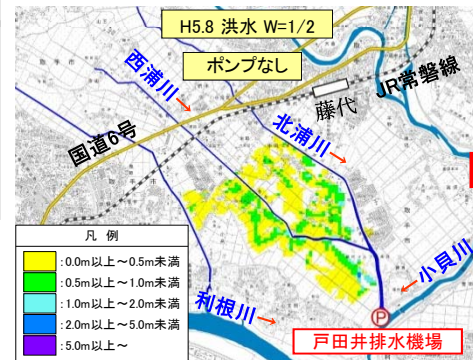 H5.8 洪水 W=1/2
ポンプなし
西浦川
JR常磐線
藤代
国道6号
北浦川
小貝川
凡 例
:0.0m以上～0.5m未満
:0.5m以上～1.0m未満
:1.0m以上～2.0m未満
:2.0m以上～5.0m未満
:5.0m以上～
利根川
P
戸田井排水機場